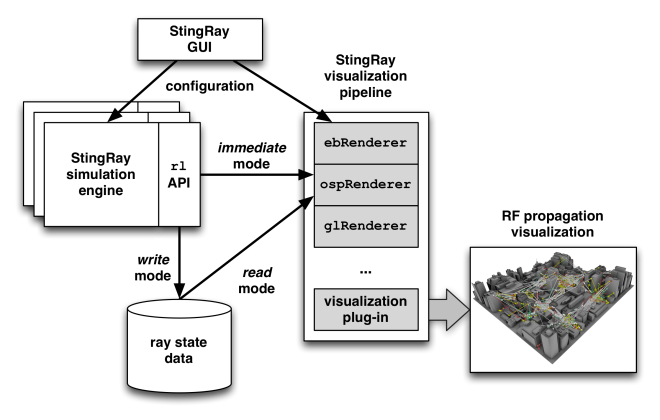 StingRay
GUI
StingRay
visualization
pipeline
configuration
ebRenderer
StingRay
simulation
engine
rl
API
immediate
mode
ospRenderer
glRenderer
RF propagation
visualization
write
mode
read
mode
...
visualization
plug-in
ray state
data